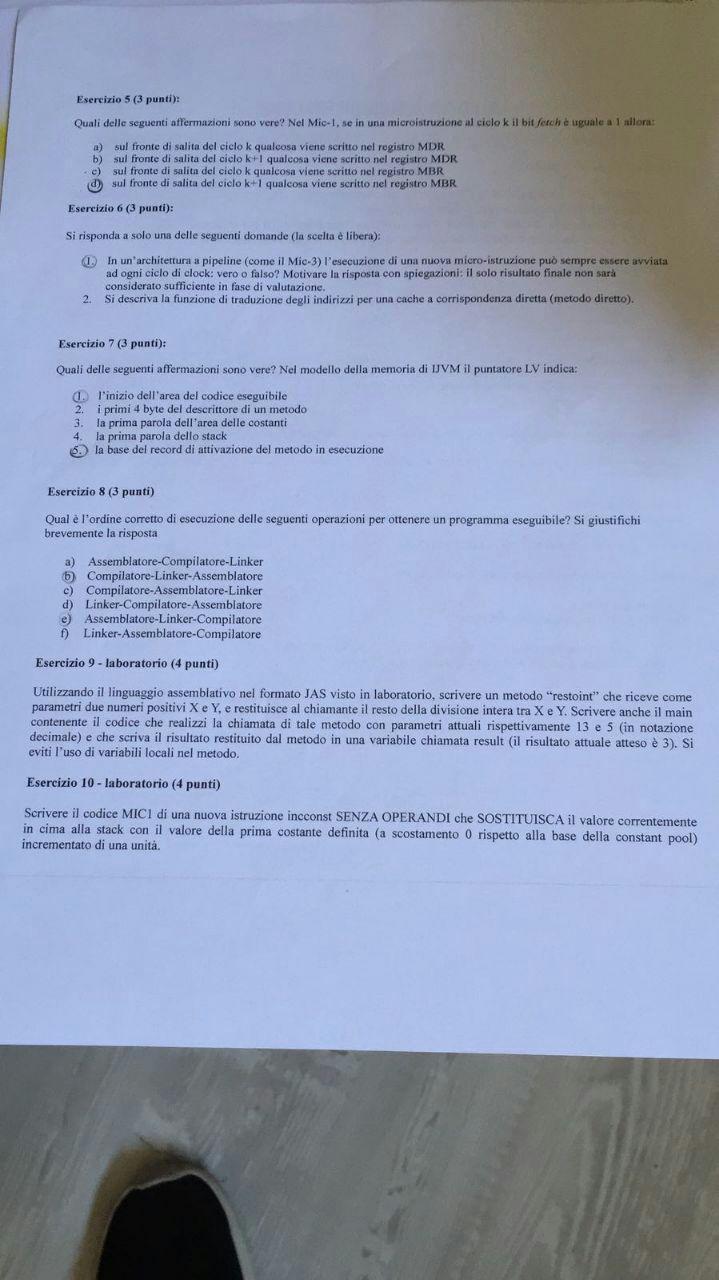 Esercizio 5 (3 punti):
Quali delle seguenti affermazioni sono vere? Nel Mic-1, se in una microistruzione al ciclo k il bit fetch è uguale a 1 allora:
a) sul fronte di salita del ciclo k qualcosa viene scritto nel registro MDR
b) sul fronte di salita del ciclo k+1 qualcosa viene scritto nel registro MDR
c) sul fronte di salita del ciclo k qualcosa viene scritto nel registro MBR
d) sul fronte di salita del ciclo k+1 qualcosa viene scritto nel registro MBR
Esercizio 6 (3 punti):
Si risponda a solo una delle seguenti domande (la scelta è libera):
1. In un'architettura a pipeline (come il Mic-3) l'esecuzione di una nuova micro-istruzione può sempre essere avviata
ad ogni ciclo di clock: vero o falso? Motivare la risposta con spiegazioni: il solo risultato finale non sarà
considerato sufficiente in fase di valutazione.
2. Si descriva la funzione di traduzione degli indirizzi per una cache a corrispondenza diretta (metodo diretto).
Esercizio 7 (3 punti):
Quali delle seguenti affermazioni sono vere? Nel modello della memoria di IJVM il puntatore LV indica:
1. l'inizio dell'area del codice eseguibile
2. i primi 4 byte del descrittore di un metodo
3. la prima parola dell'area delle costanti
4. la prima parola dello stack
5. la base del record di attivazione del metodo in esecuzione
Esercizio 8 (3 punti)
Qual è l'ordine corretto di esecuzione delle seguenti operazioni per ottenere un programma eseguibile? Si giustifichi
brevemente la risposta
a) Assemblatore-Compilatore-Linker
b) Compilatore-Linker-Assemblatore
c) Compilatore-Assemblatore-Linker
d) Linker-Compilatore-Assemblatore
e) Assemblatore-Linker-Compilatore
f) Linker-Assemblatore-Compilatore
Esercizio 9 - laboratorio (4 punti)
Utilizzando il linguaggio assemblativo nel formato JAS visto in laboratorio, scrivere un metodo “restoint” che riceve come
parametri due numeri positivi X e Y, e restituisce al chiamante il resto della divisione intera tra X e Y. Scrivere anche il main
contenente il codice che realizzi la chiamata di tale metodo con parametri attuali rispettivamente 13 e 5 (in notazione
decimale) e che scriva il risultato restituito dal metodo in una variabile chiamata result (il risultato attuale atteso è 3). Si
eviti l'uso di variabili locali nel metodo.
Esercizio 10 - laboratorio (4 punti)
Scrivere il codice MIC1 di una nuova istruzione incconst SENZA OPERANDI che SOSTITUISCA il valore correntemente
in cima alla stack con il valore della prima costante definita (a scostamento 0 rispetto alla base della constant pool)
incrementato di una unità.